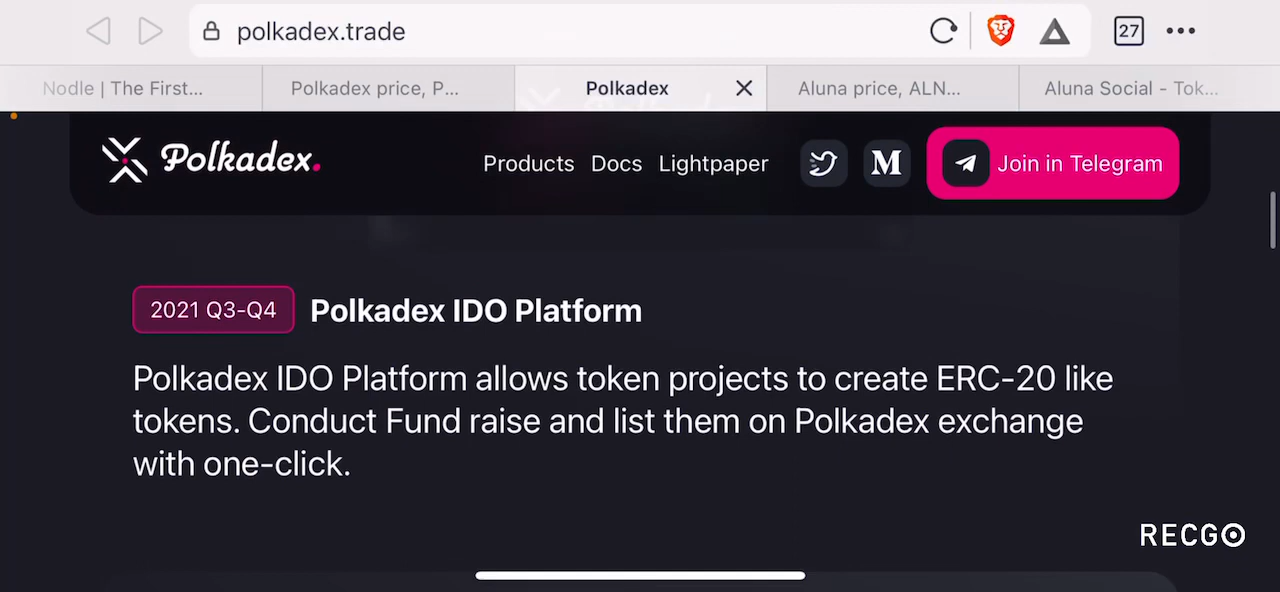 polkadex.trade
27
Nodle | The First...
Polkadex price, P...
Polkadex
Aluna price, ALN...
Aluna Social - Tok...
Polkadex.
Products
Docs
Lightpaper
M
Join in Telegram
2021 Q3-Q4
Polkadex IDO Platform
Polkadex IDO Platform allows token projects to create ERC-20 like
tokens. Conduct Fund raise and list them on Polkadex exchange
with one-click.
RECGO